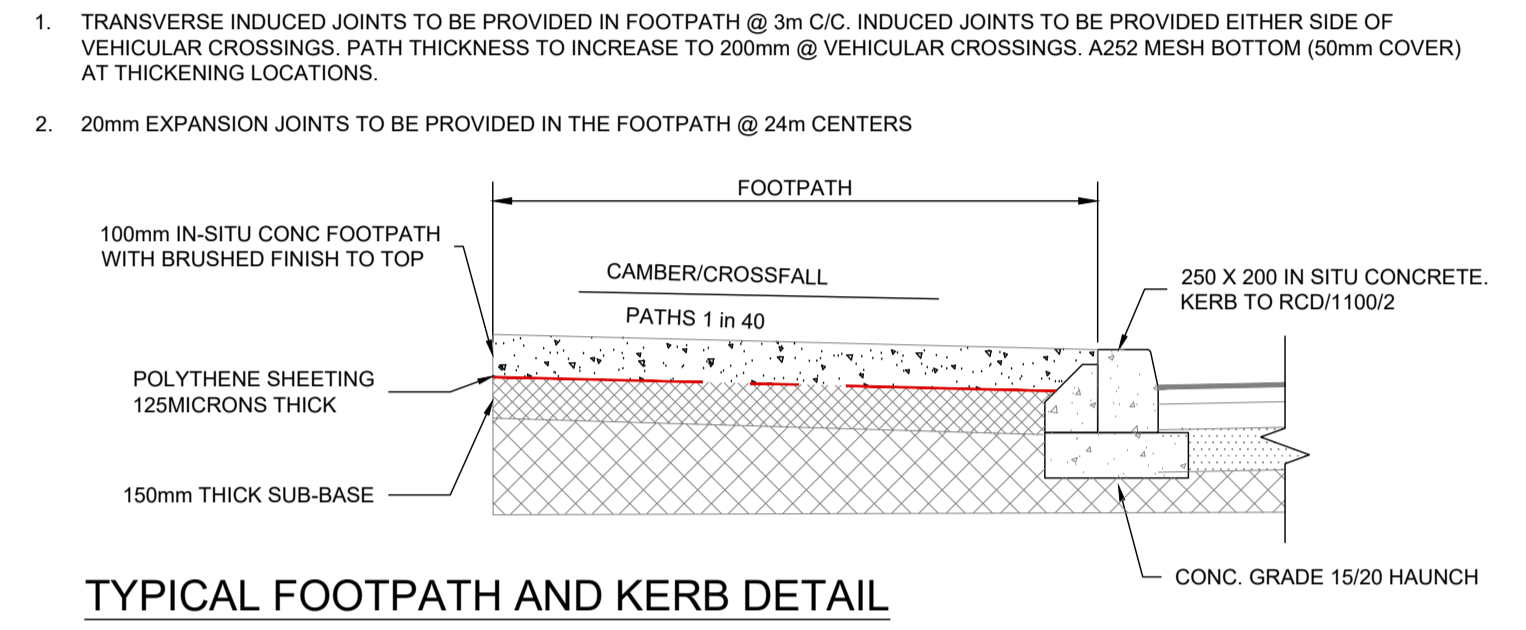 1. TRANSVERSE INDUCED JOINTS TO BE PROVIDED IN FOOTPATH @ 3m C/C. INDUCED JOINTS TO BE PROVIDED EITHER SIDE OF
VEHICULAR CROSSINGS. PATH THICKNESS TO INCREASE TO 200mm @ VEHICULAR CROSSINGS. A252 MESH BOTTOM (50mm COVER)
AT THICKENING LOCATIONS.
2. 20mm EXPANSION JOINTS TO BE PROVIDED IN THE FOOTPATH @ 24m CENTERS
FOOTPATH
100mm IN-SITU CONC FOOTPATH
WITH BRUSHED FINISH TO TOP
CAMBER/CROSSFALL
PATHS 1 in 40
250 X 200 IN SITU CONCRETE.
KERB TO RCD/1100/2
POLYTHENE SHEETING
125MICRONS THICK
150mm THICK SUB-BASE
CONC. GRADE 15/20 HAUNCH
TYPICAL FOOTPATH AND KERB DETAIL